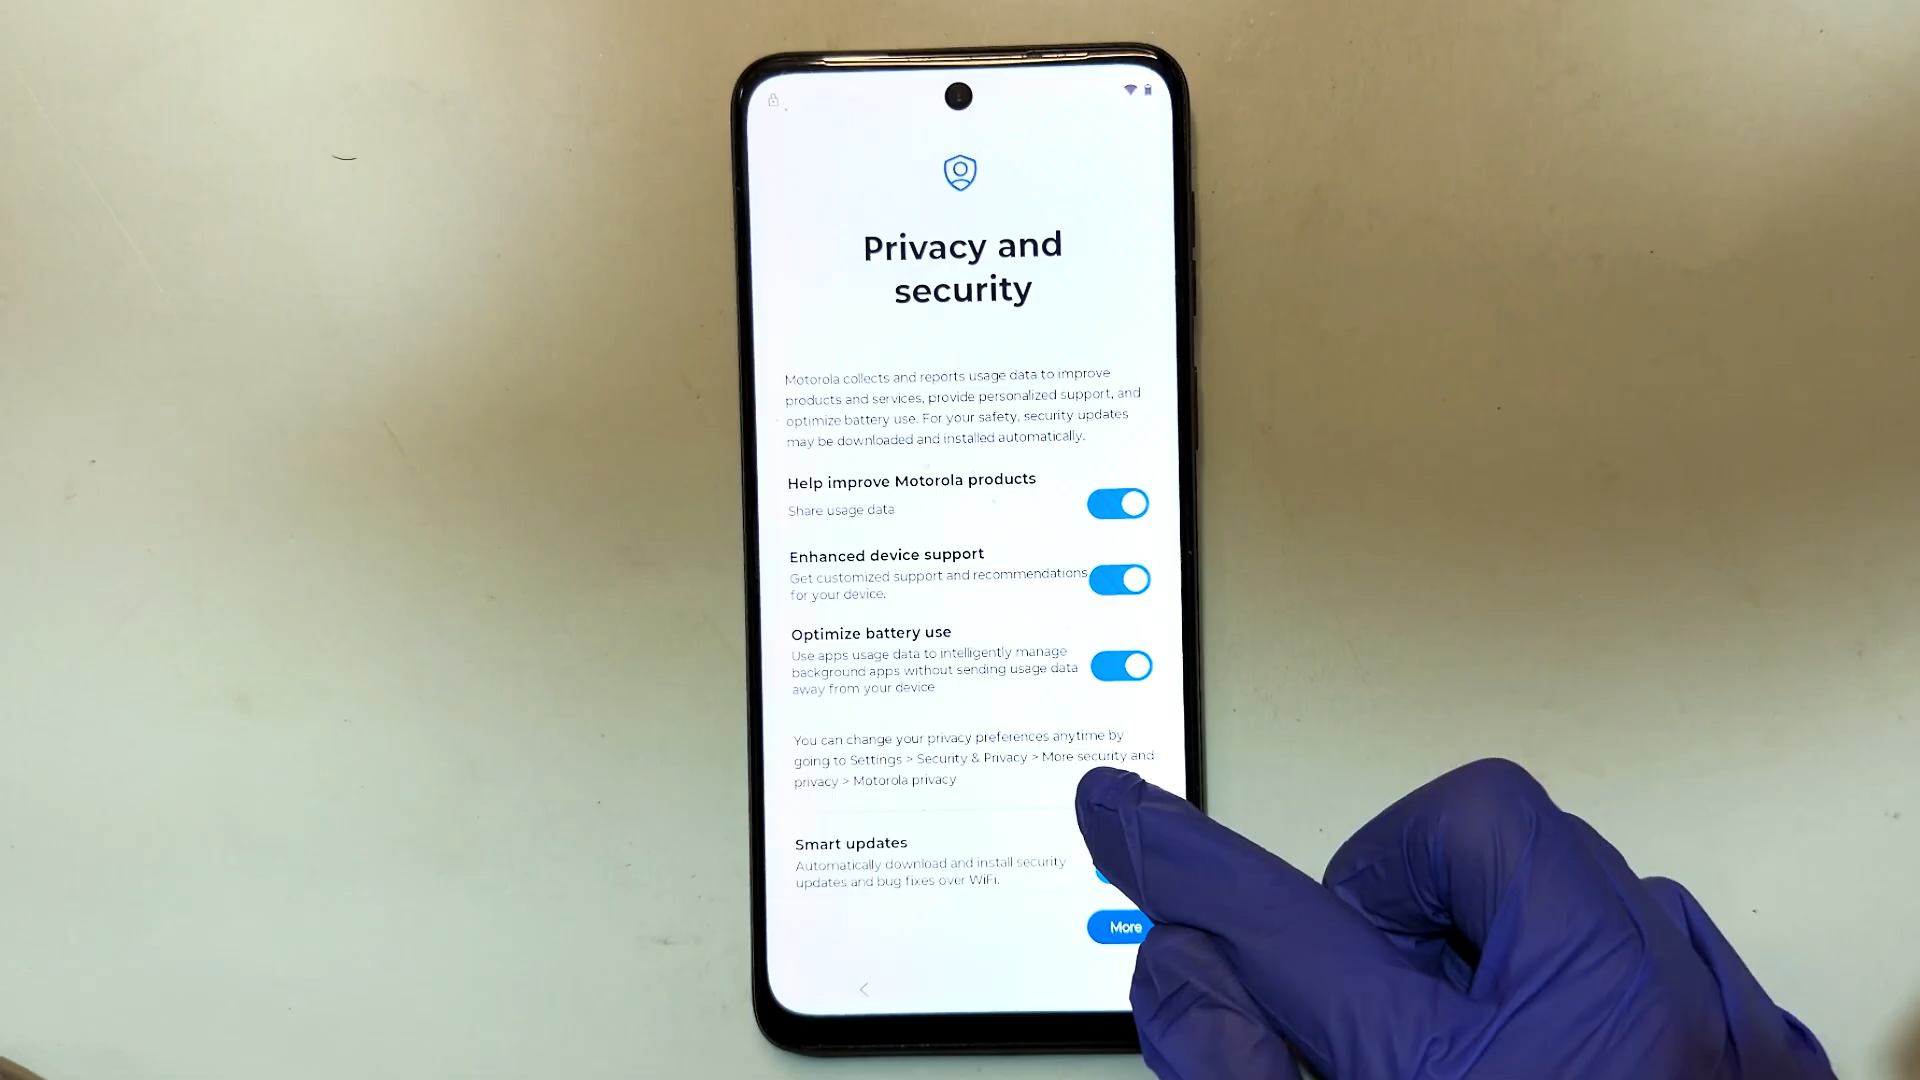 Privacy and
security
Motorola collects and reports usage data to improve
products and services, provide personalized support, and
optimize battery use. For your safety, security updates
may be downloaded and installed automatically.
Help improve Motorola products
Share usage data
Enhanced device support
Get customized support and recommendations
for your device.
Optimize battery use
Use apps usage data to intelligently manage
background apps without sending usage data
away from your device
You can change your privacy preferences anytime by
going to Settings > Security & Privacy > More security and
privacy > Motorola privacy
Smart updates
Automatically download and install security
updates and bug fixes over WiFi.
More